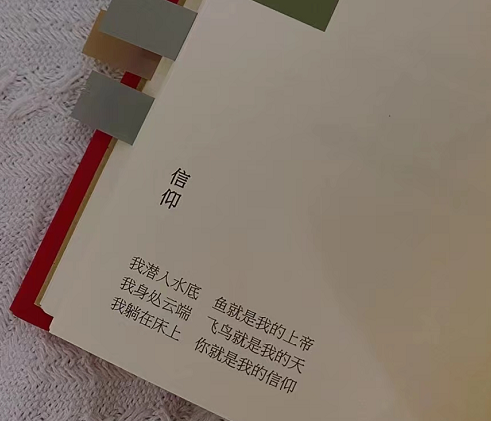 信仰
我潜入水底 鱼就是我的上帝
我身处云端 飞鸟就是我的天
我躺在床上 你就是我的信仰